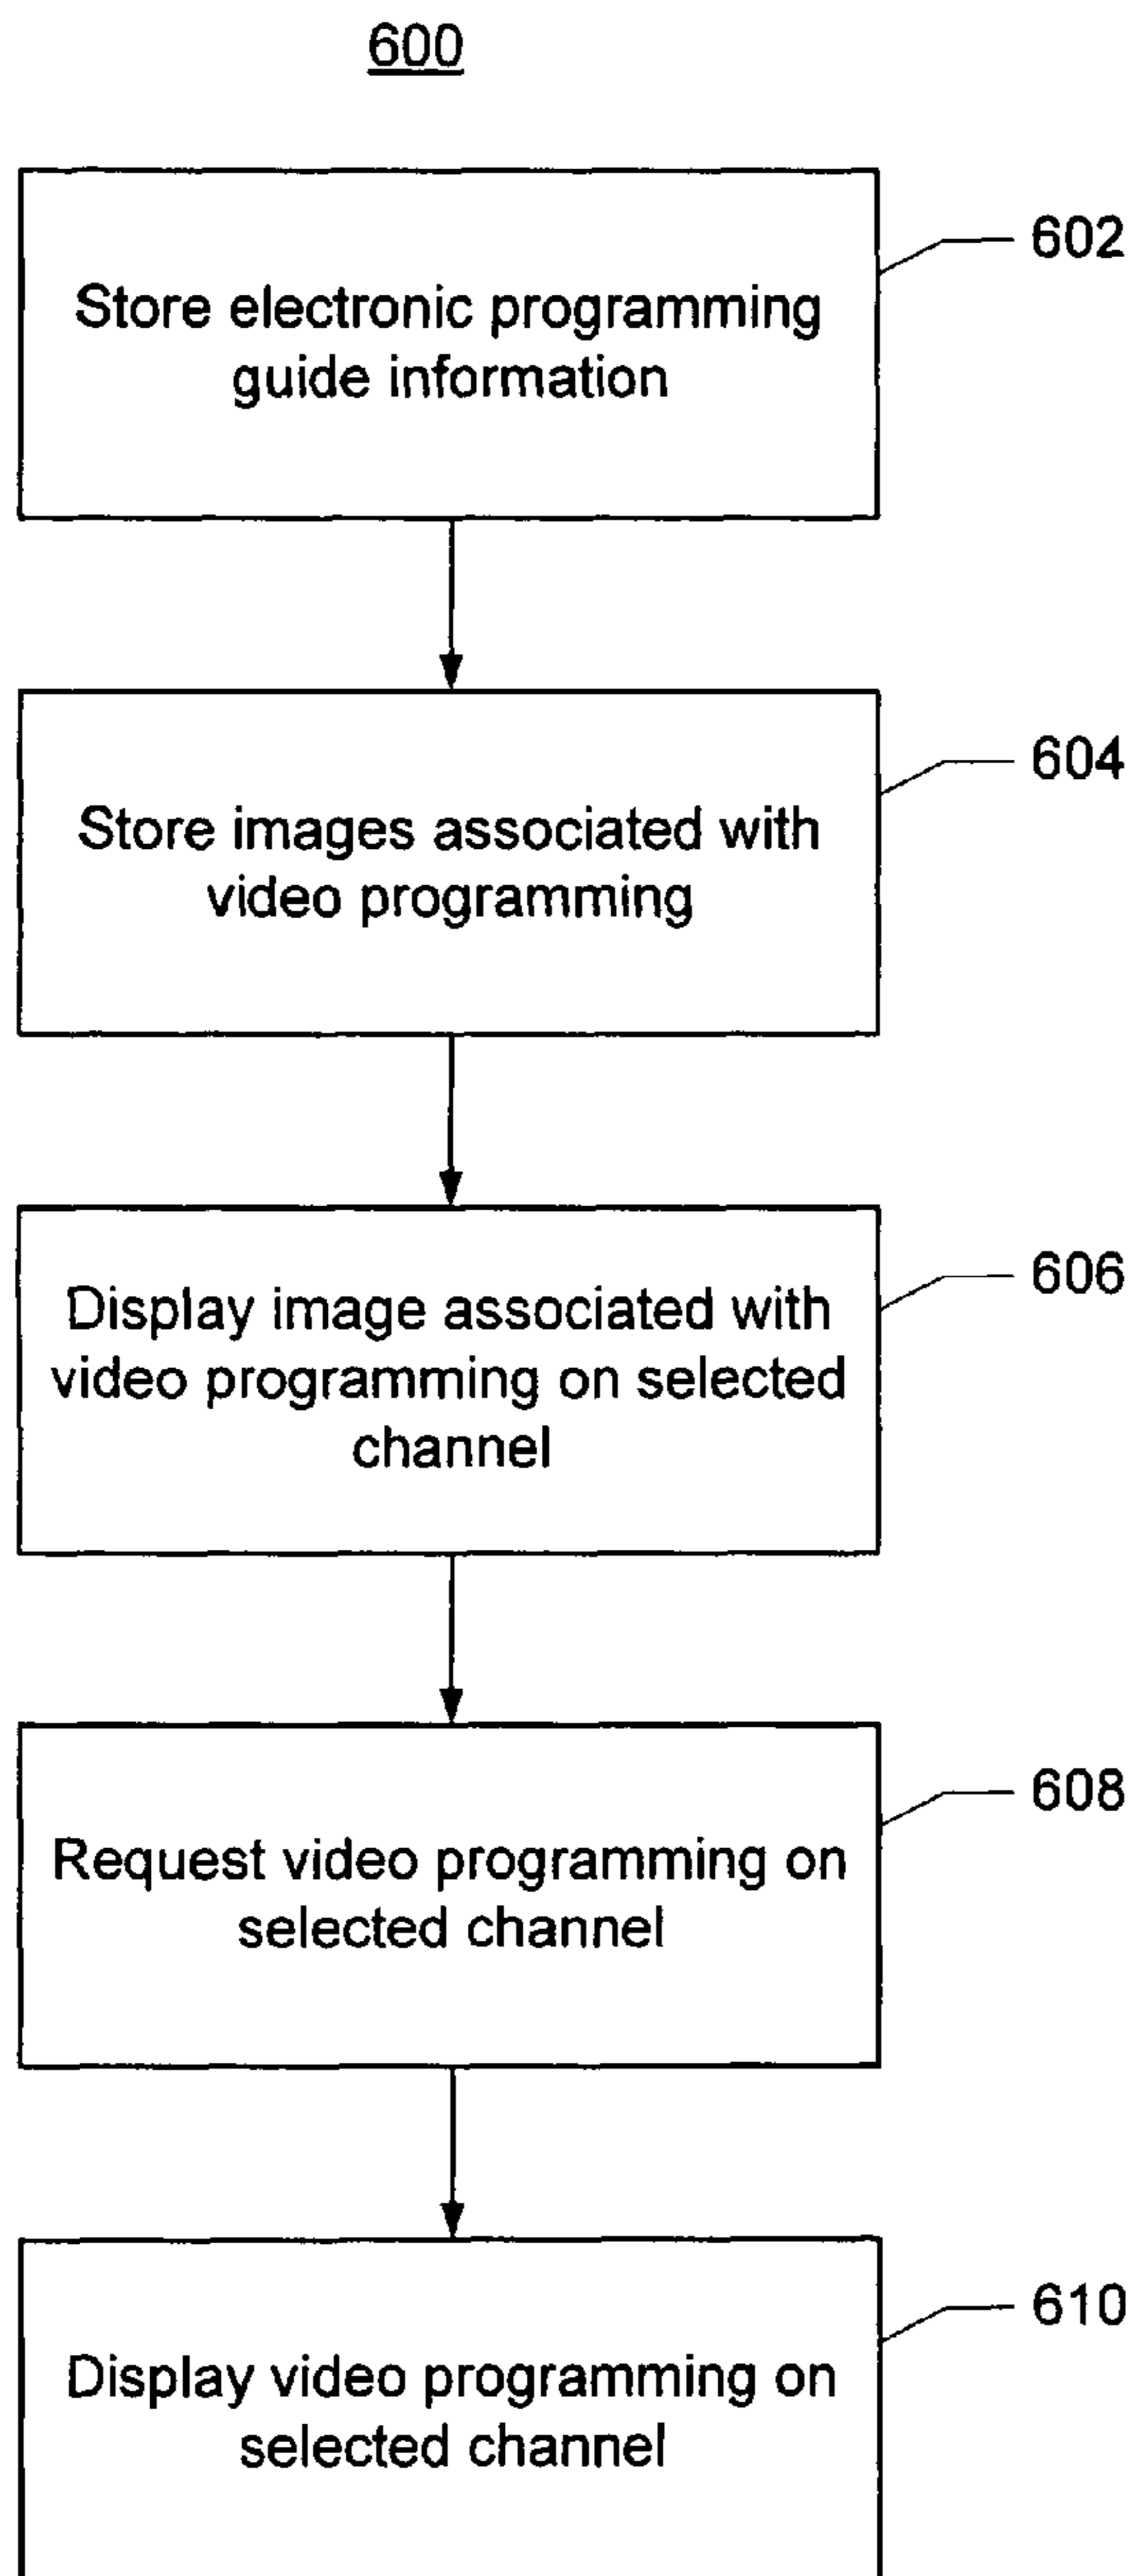 600
602
Store electronic programming
guide information
604
Store images associated with
video programming
606
Display image associated with
video programming on selected
channel
608
Request video programming on
selected channel
610
Display video programming on
selected channel